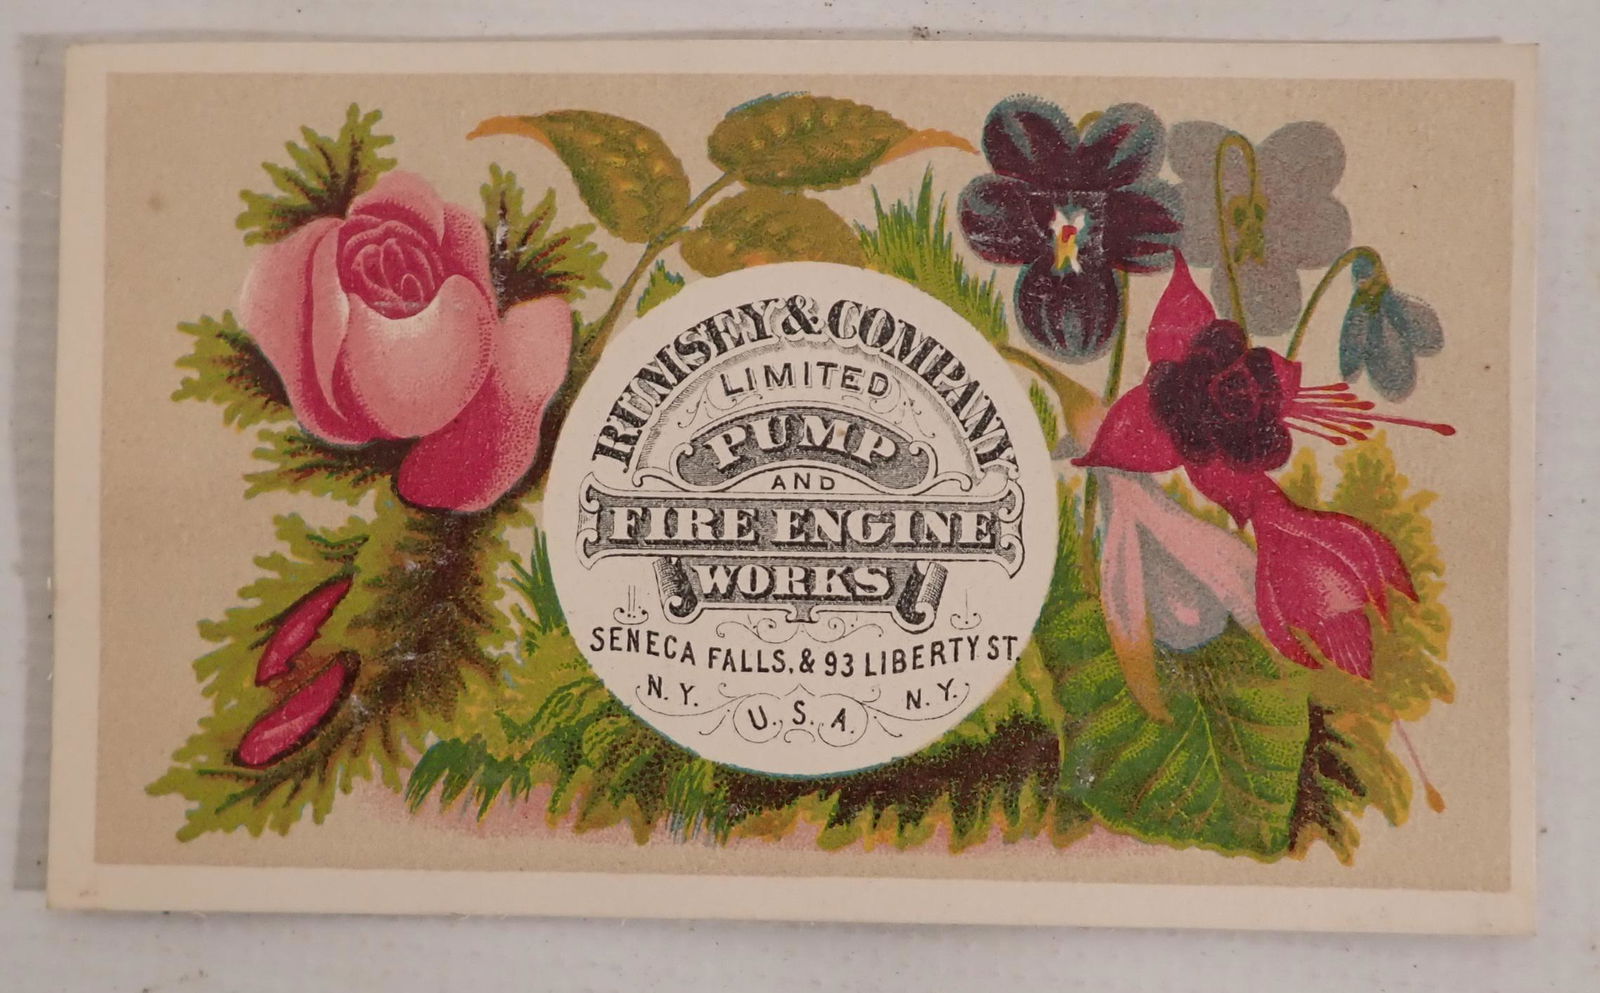 RUMSEY & COMPANY
LIMITED
PUMP
AND
FIRE ENGINE
WORKS
SENECA FALLS, & 93 LIBERTY ST.
N. Y. N. Y.
U. S. A.